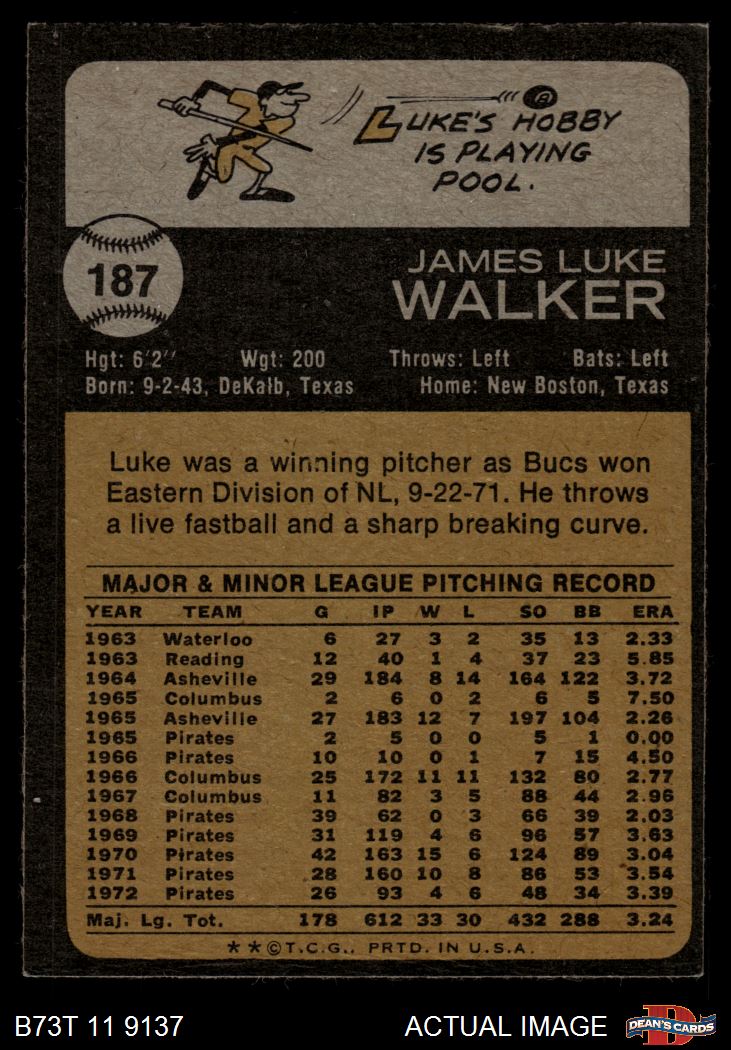 LUKE'S HOBBY
IS PLAYING
POOL.
8
187
JAMES LUKE
WALKER
Hgt: 6'2" Wgt: 200 Throws: Left Bats: Left
Born: 9-2-43, DeKalb, Texas Home: New Boston, Texas
Luke was a winning pitcher as Bucs won
Eastern Division of NL, 9-22-71. He throws
a live fastball and a sharp breaking curve.
MAJOR & MINOR LEAGUE PITCHING RECORD
YEAR TEAM G IP W L SO BB ERA
1963 Waterloo 6 27 3 2 35 13 2.33
1963 Reading 12 40 1 4 37 23 5.85
1964 Asheville 29 184 8 14 164 122 3.72
1965 Columbus 2 6 0 2 6 5 7.50
1965 Asheville 27 183 12 7 197 104 2.26
1965 Pirates 2 5 0 0 5 1 0.00
1966 Pirates 10 10 0 1 7 15 4.50
1966 Columbus 25 172 11 11 132 80 2.77
1967 Columbus 11 82 3 5 88 44 2.96
1968 Pirates 39 62 0 3 66 39 2.03
1969 Pirates 31 119 4 6 96 57 3.63
1970 Pirates 42 163 15 6 124 89 3.04
1971 Pirates 28 160 10 8 86 53 3.54
1972 Pirates 26 93 4 6 48 34 3.39
Maj. Lg. Tot. 178 612 33 30 432 288 3.24
**©T.C.G., PRTD. IN U.S.A.
B73T 11 9137 ACTUAL IMAGE
D
DEAN'S CARDS